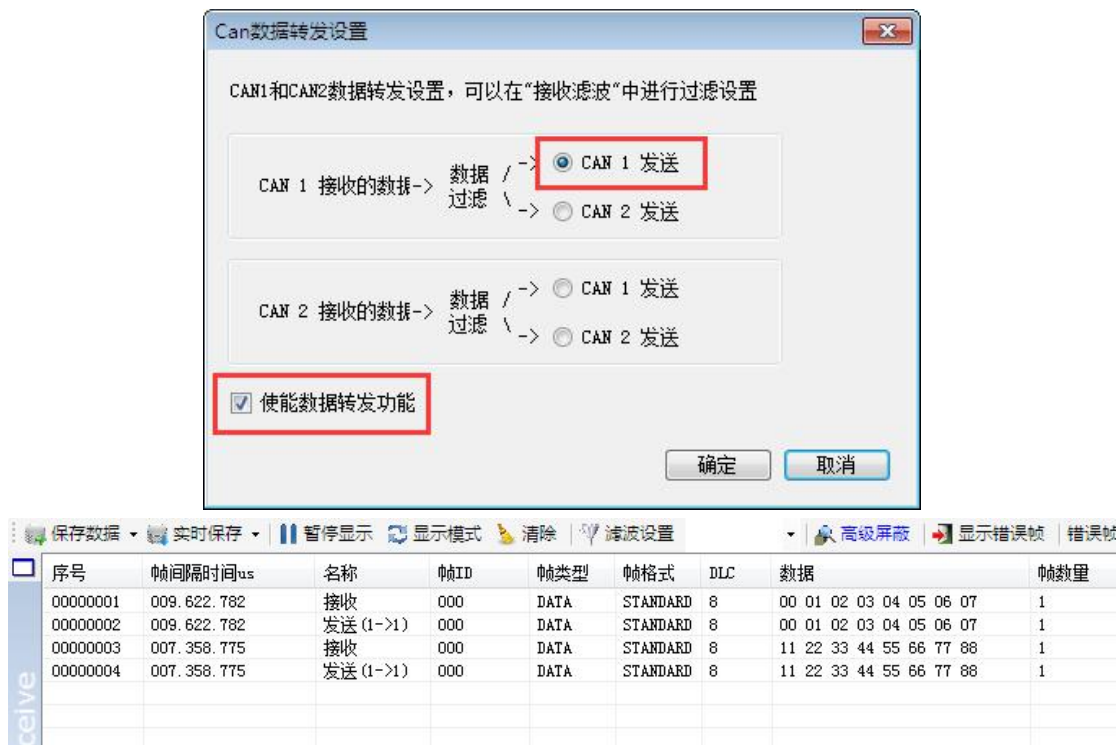 Can数据转发设置
CAN1和CAN2数据转发设置，可以在"接收滤波"中进行过滤设置
CAN 1 接收的数据-> 数据过滤 / -> CAN 1 发送
\ -> CAN 2 发送
CAN 2 接收的数据-> 数据过滤 / -> CAN 1 发送
\ -> CAN 2 发送
使能数据转发功能
确定 取消
保存数据 实时保存 暂停显示 显示模式 清除 滤波设置 高级屏蔽 显示错误帧 错误帧
序号 帧间隔时间us 名称 帧ID 帧类型 帧格式 DLC 数据 帧数量
00000001 009.622.782 接收 000 DATA STANDARD 8 00 01 02 03 04 05 06 07 1
00000002 009.622.782 发送(1->1) 000 DATA STANDARD 8 00 01 02 03 04 05 06 07 1
00000003 007.358.775 接收 000 DATA STANDARD 8 11 22 33 44 55 66 77 88 1
00000004 007.358.775 发送(1->1) 000 DATA STANDARD 8 11 22 33 44 55 66 77 88 1
ceive